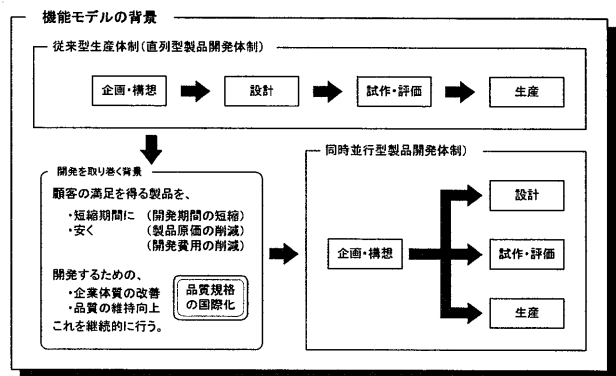 機能モデルの背景
従来型生産体制(直列型製品開発体制)
企画・構想
設計
試作・評価
生産
開発を取り巻く背景
顧客の満足を得る製品を、
・短縮期間に (開発期間の短縮)
・安く (製品原価の削減)
(開発費用の削減)
開発するための、
・企業体質の改善
・品質の維持向上
これを継続的に行う。
品質規格
の国際化
同時並行型製品開発体制)
企画・構想
設計
試作・評価
生産